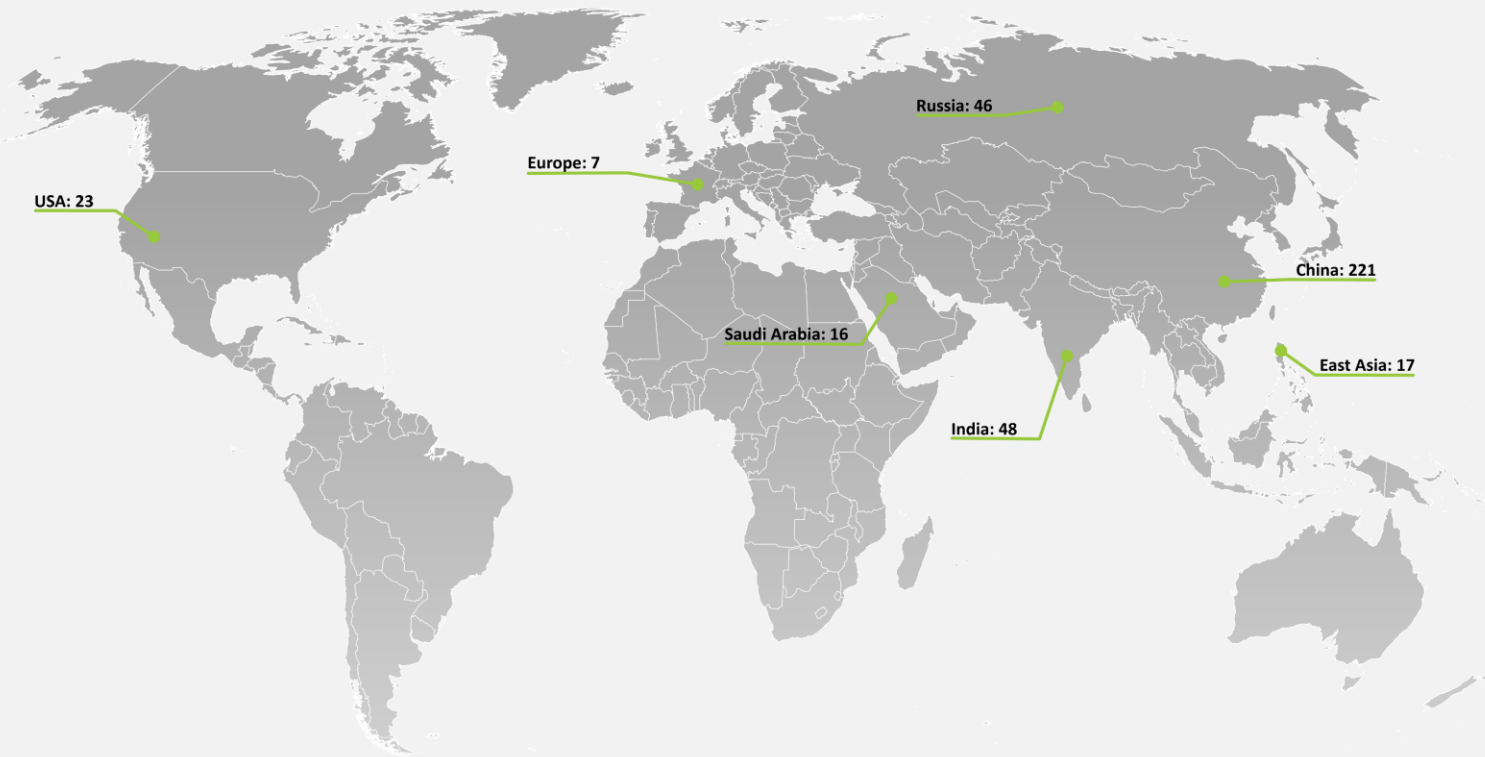 Russia: 46
Europe: 7
USA: 23
China: 221
Saudi Arabia: 16
East Asia: 17
India: 48